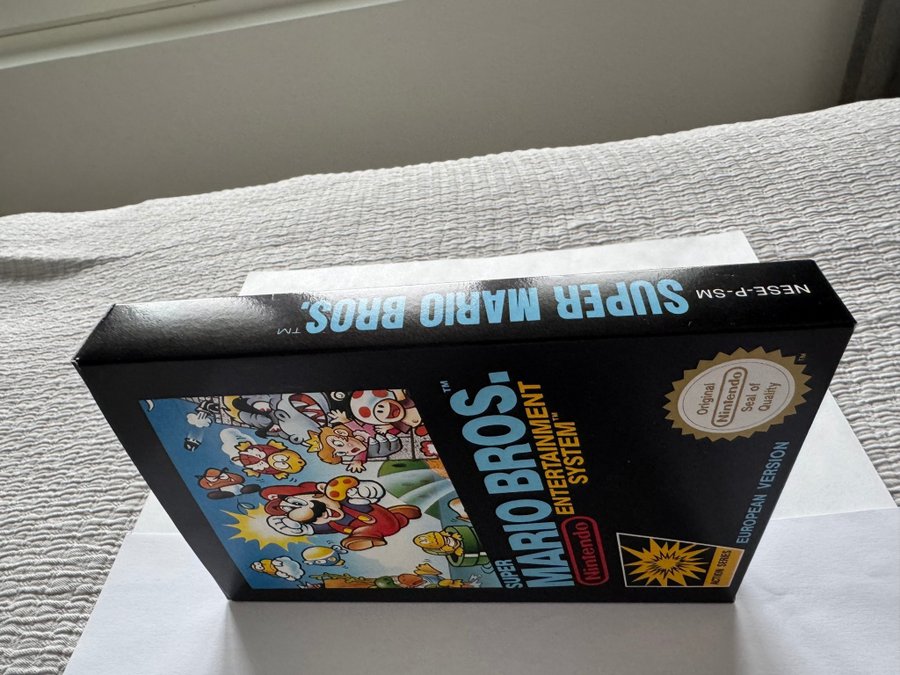 SUPER MARIO BROS.™
NESE-P-SM
SUPER
MARIO BROS.™
Nintendo
ENTERTAINMENT
SYSTEM™
Original
Nintendo
Seal of
Quality
TM
ACTION SERIES
EUROPEAN VERSION